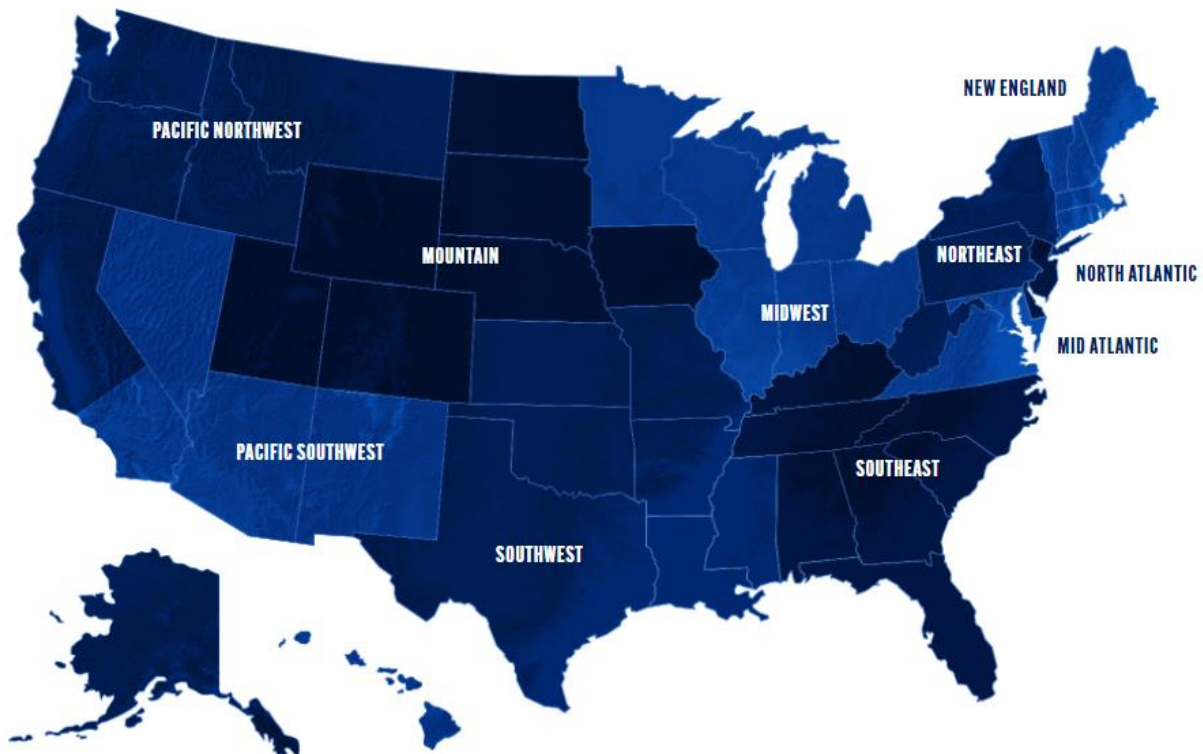 NEW ENGLAND
PACIFIC NORTHWEST
MOUNTAIN
NORTHEAST
NORTH ATLANTIC
MIDWEST
MID ATLANTIC
PACIFIC SOUTHWEST
SOUTHEAST
SOUTHWEST